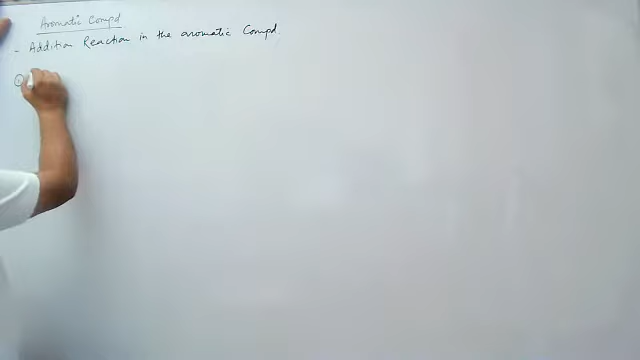 Aromatic Compd
- Addition Reaction in the aromatic Compd.